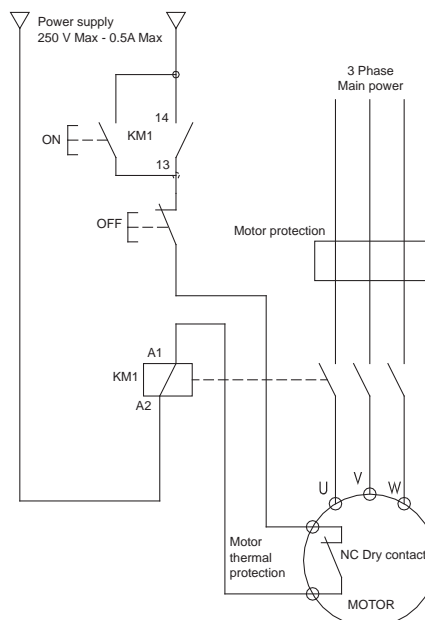 Power supply
250 V Max - 0.5A Max
3 Phase
Main power
14
KM1
ON
13
OFF
Motor protection
A1
KM1
A2
U
V
W
Motor
thermal
protection
NC Dry contact
MOTOR